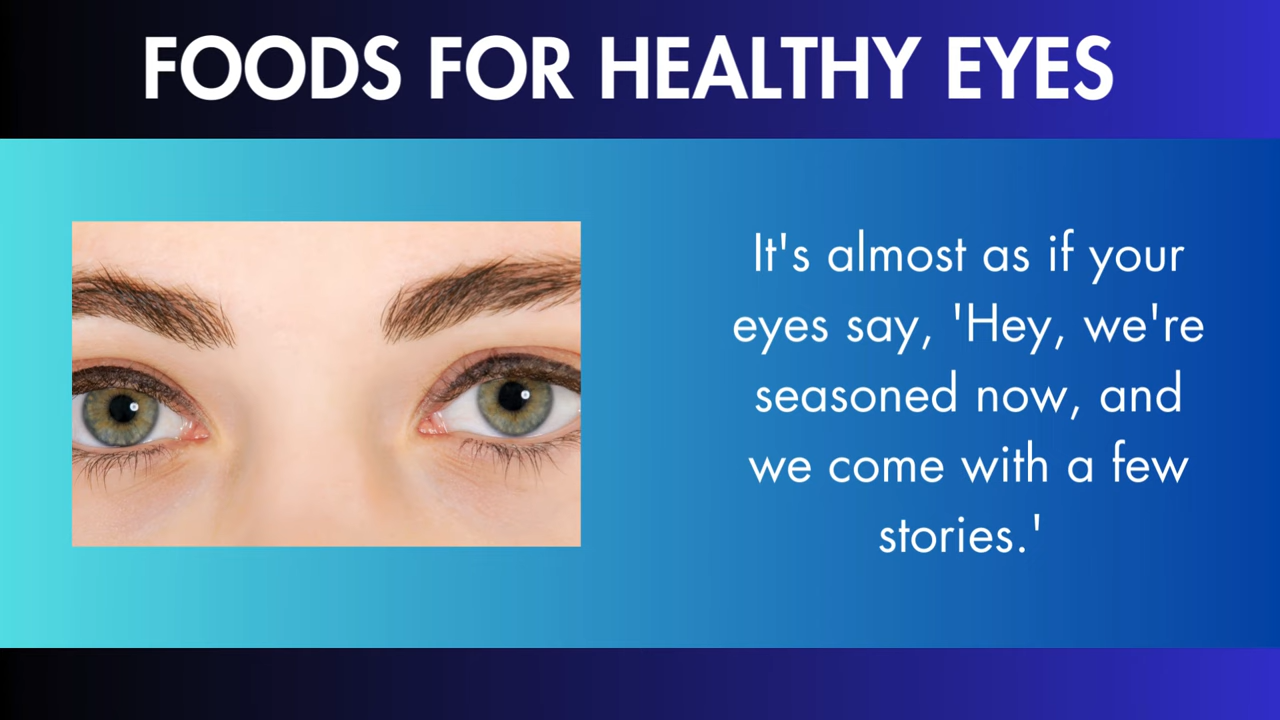 FOODS FOR HEALTHY EYES
It's almost as if your
eyes say, 'Hey, we're
seasoned now, and
we come with a few
stories.'